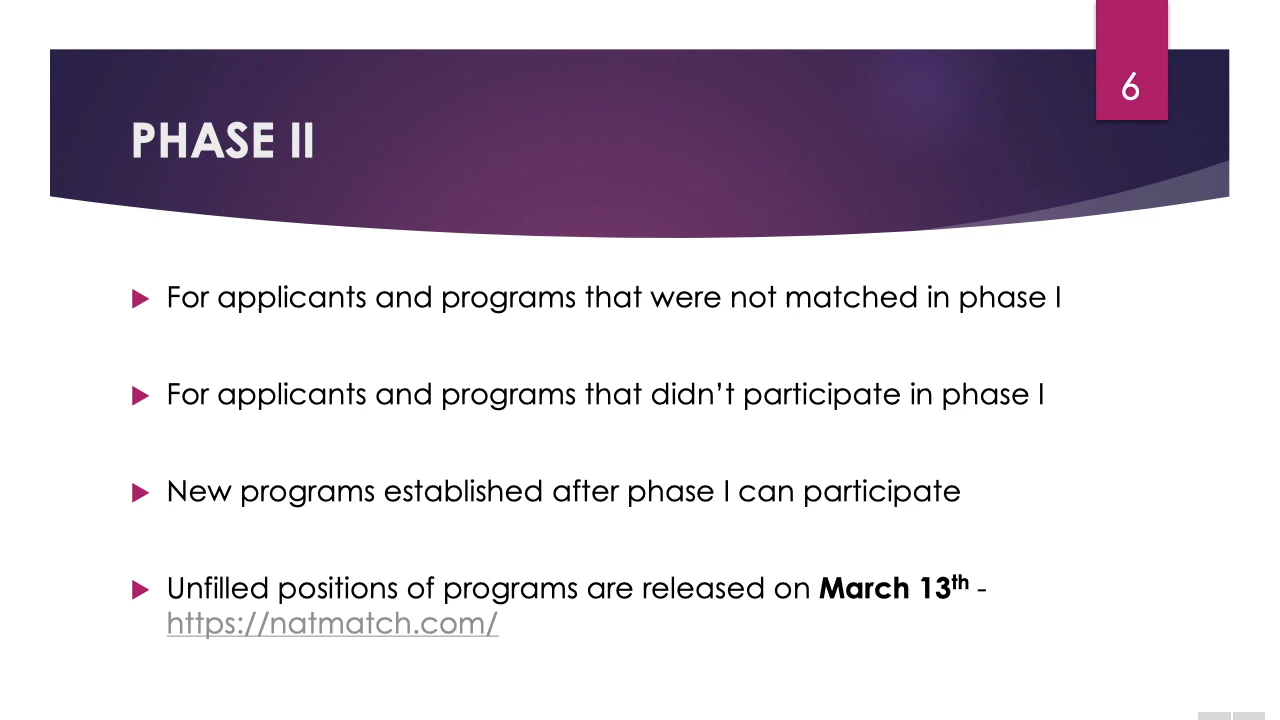 6
PHASE II
For applicants and programs that were not matched in phase I
For applicants and programs that didn’t participate in phase I
New programs established after phase I can participate
Unfilled positions of programs are released on March 13th -
https://natmatch.com/